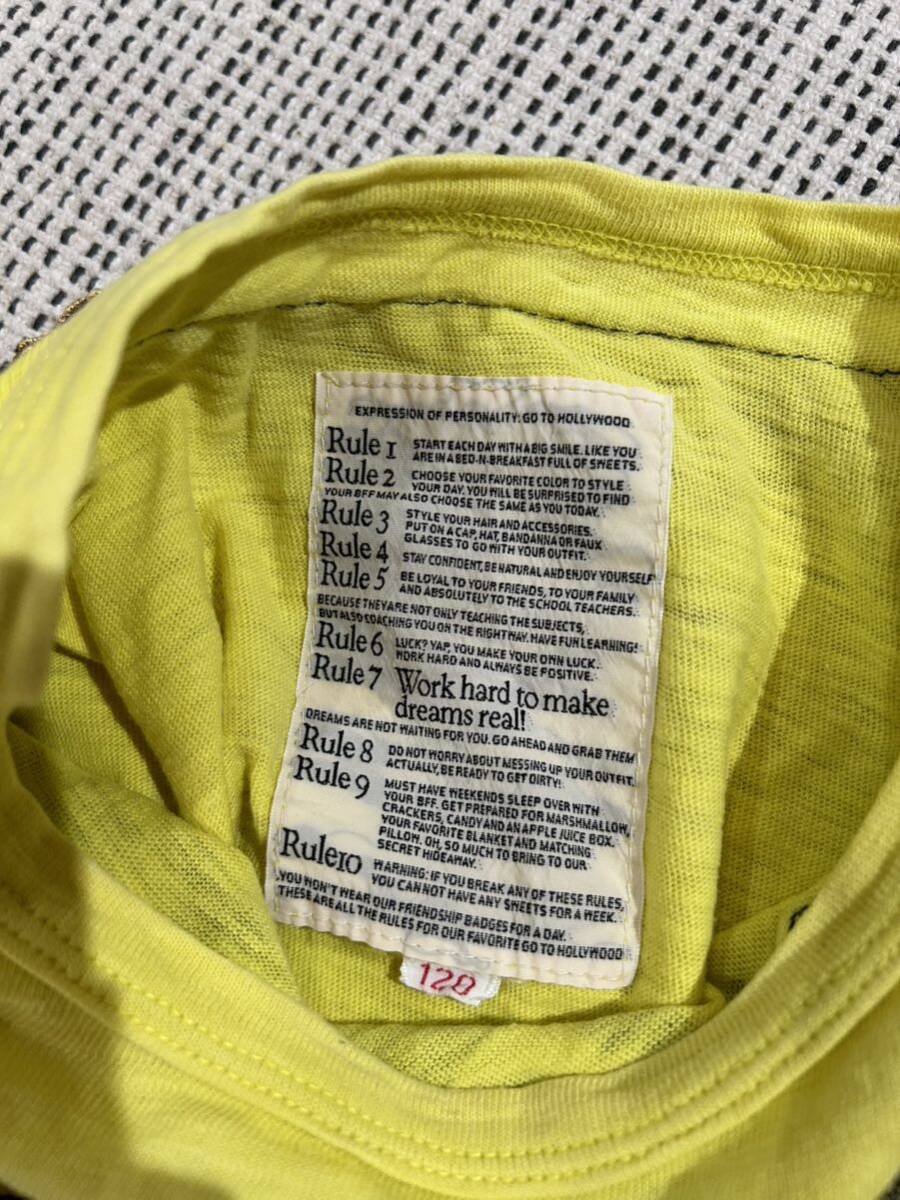 EXPRESSION OF PERSONALITY: GO TO HOLLYWOOD
Rule 1 START EACH DAY WITH A BIG SMILE. LIKE YOU
ARE IN A BED-N-BREAKFAST FULL OF SWEETS.
Rule 2 CHOOSE YOUR FAVORITE COLOR TO STYLE
YOUR DAY. YOU WILL BE SURPRISED TO FIND
YOUR BFF MAY ALSO CHOOSE THE SAME AS YOU TODAY.
Rule 3 STYLE YOUR HAIR AND ACCESSORIES.
PUT ON A CAP, HAT, BANDANNA OR FAUX
GLASSES TO GO WITH YOUR OUTFIT.
Rule 4 STAY CONFIDENT, BE NATURAL AND ENJOY YOURSELF
Rule 5 BE LOYAL TO YOUR FRIENDS, TO YOUR FAMILY
AND ABSOLUTELY TO THE SCHOOL TEACHERS.
BECAUSE THEY ARE NOT ONLY TEACHING THE SUBJECTS,
BUT ALSO COACHING YOU ON THE RIGHT WAY. HAVE FUN LEARNING!
Rule 6 LUCK? YAP, YOU MAKE YOUR OWN LUCK.
WORK HARD AND ALWAYS BE POSITIVE.
Rule 7 Work hard to make
dreams real!
DREAMS ARE NOT WAITING FOR YOU. GO AHEAD AND GRAB THEM
Rule 8 DO NOT WORRY ABOUT MESSING UP YOUR OUTFIT.
ACTUALLY, BE READY TO GET DIRTY!
Rule 9 MUST HAVE WEEKENDS SLEEP OVER WITH
YOUR BFF. GET PREPARED FOR MARSHMALLOW,
CRACKERS, CANDY AND AN APPLE JUICE BOX.
YOUR FAVORITE BLANKET AND MATCHING
PILLOW. OH, SO MUCH TO BRING TO OUR
SECRET HIDEAWAY.
Rule 10 WARNING: IF YOU BREAK ANY OF THESE RULES,
YOU CANNOT HAVE ANY SWEETS FOR A WEEK.
YOU WON'T WEAR OUR FRIENDSHIP BADGES FOR A DAY.
THESE ARE ALL THE RULES FOR OUR FAVORITE GO TO HOLLYWOOD
120